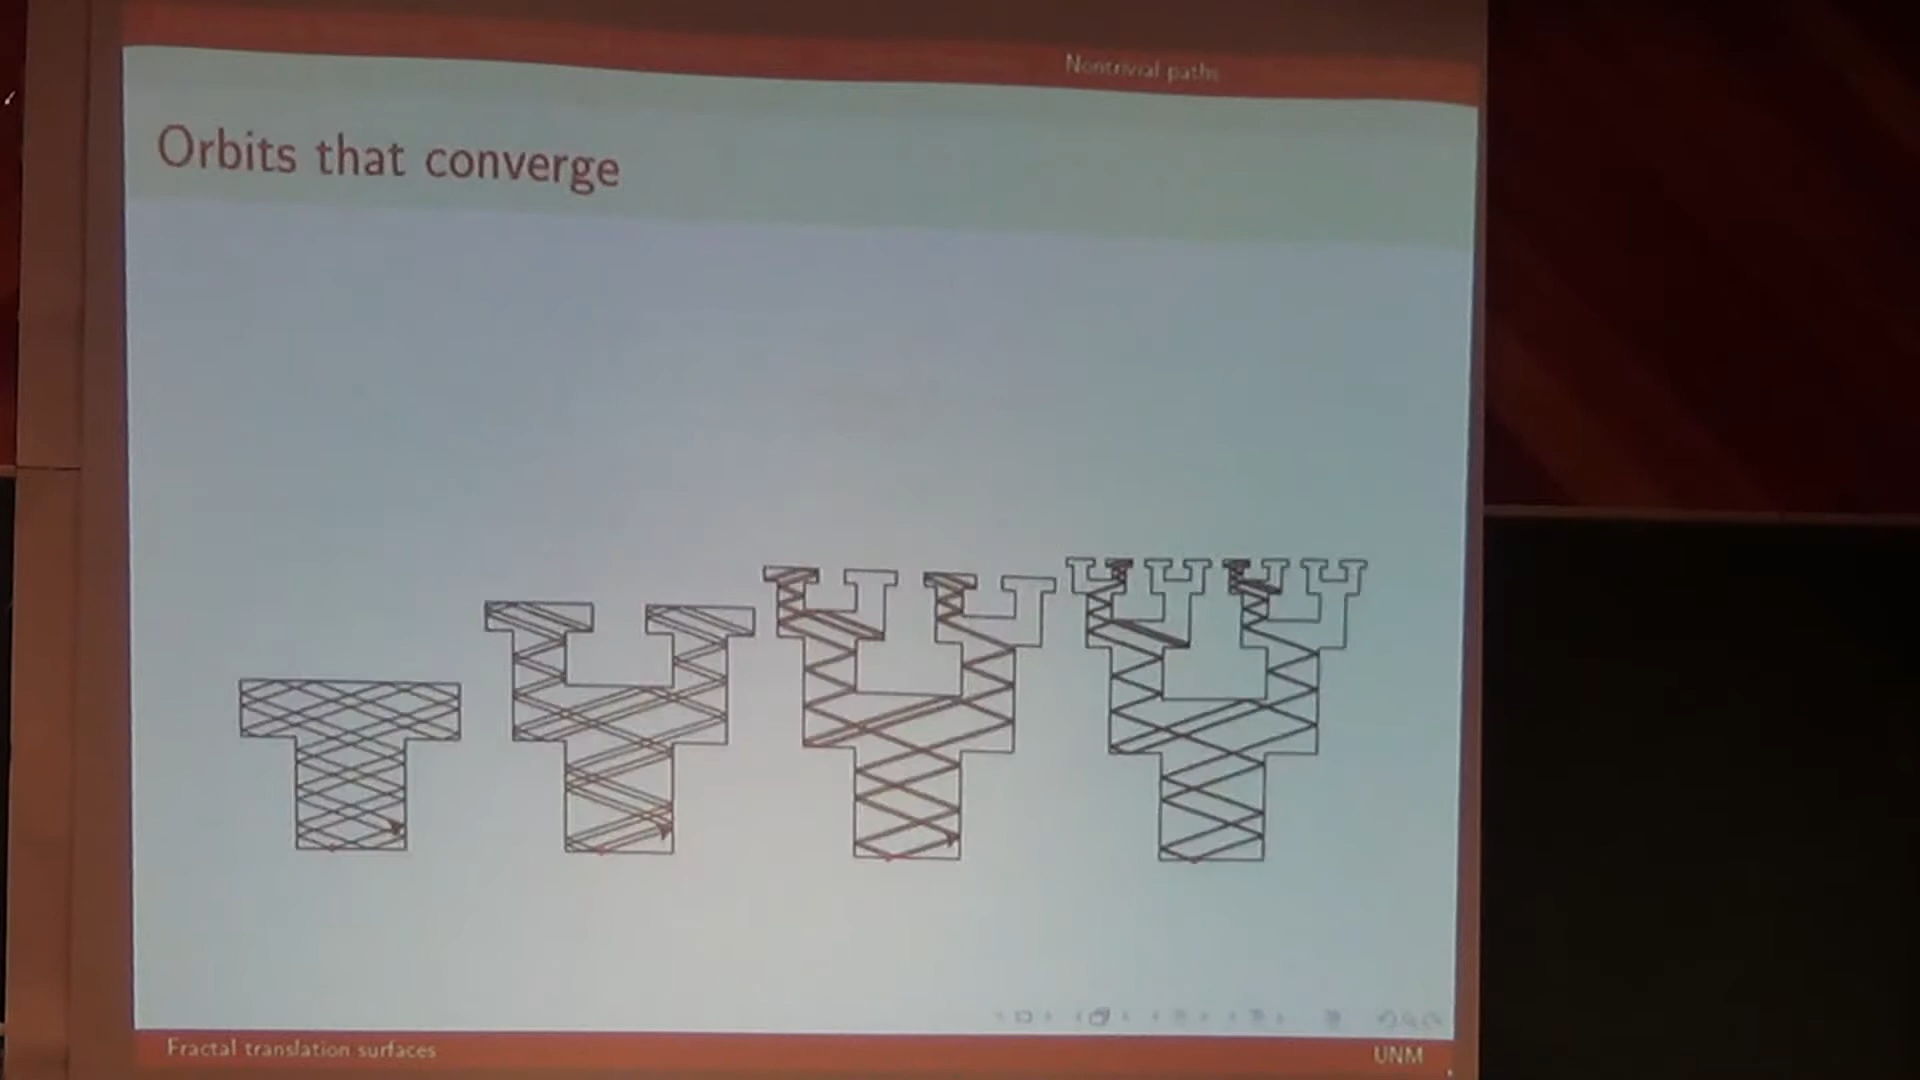 Nontrivial paths
Orbits that converge
Fractal translation surfaces
UNM